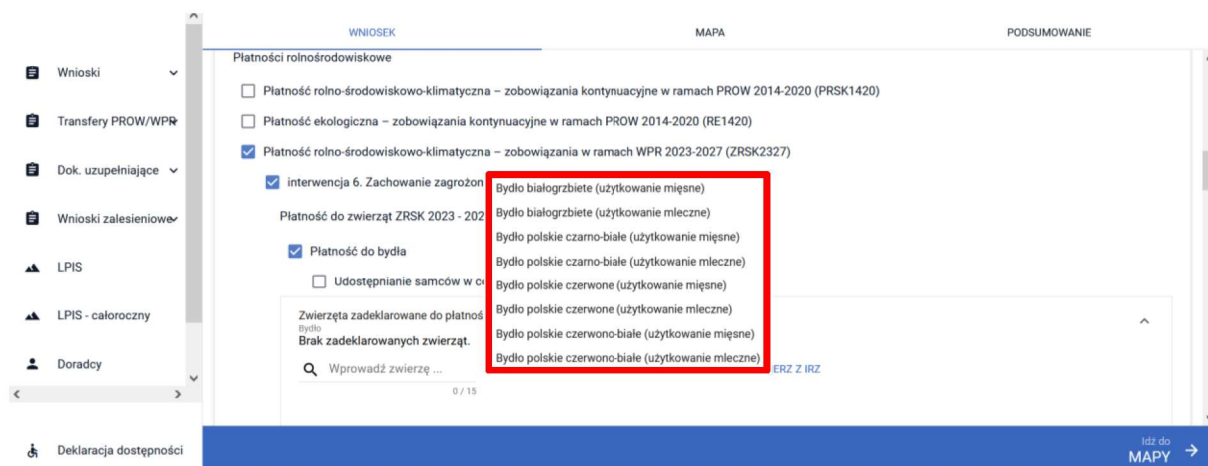 WNIOSEK
MAPA
PODSUMOWANIE
Wnioski
Transfery PROW/WPR
Dok. uzupełniające
Wnioski zalesieniowe
LPIS
LPIS - całoroczny
Doradcy
Deklaracja dostępności
Płatności rolnośrodowiskowe
Płatność rolno-środowiskowo-klimatyczna – zobowiązania kontynuacyjne w ramach PROW 2014-2020 (PRSK1420)
Płatność ekologiczna – zobowiązania kontynuacyjne w ramach PROW 2014-2020 (RE1420)
Płatność rolno-środowiskowo-klimatyczna – zobowiązania w ramach WPR 2023-2027 (ZRSK2327)
interwencja 6. Zachowanie zagrożon
Płatność do zwierząt ZRSK 2023 - 202
Płatność do bydła
Udostępnianie samców w ce
Bydło białogrzbiete (użytkowanie mięsne)
Bydło białogrzbiete (użytkowanie mleczne)
Bydło polskie czarno-białe (użytkowanie mięsne)
Bydło polskie czarno-białe (użytkowanie mleczne)
Bydło polskie czerwone (użytkowanie mięsne)
Bydło polskie czerwone (użytkowanie mleczne)
Bydło polskie czerwono-białe (użytkowanie mięsne)
Bydło polskie czerwono-białe (użytkowanie mleczne)
Zwierzęta zadeklarowane do płatnoś
Bydło
Brak zadeklarowanych zwierząt.
Wprowadź zwierzę ...
IERZ Z IRZ
0 / 15
Idź do
MAPY